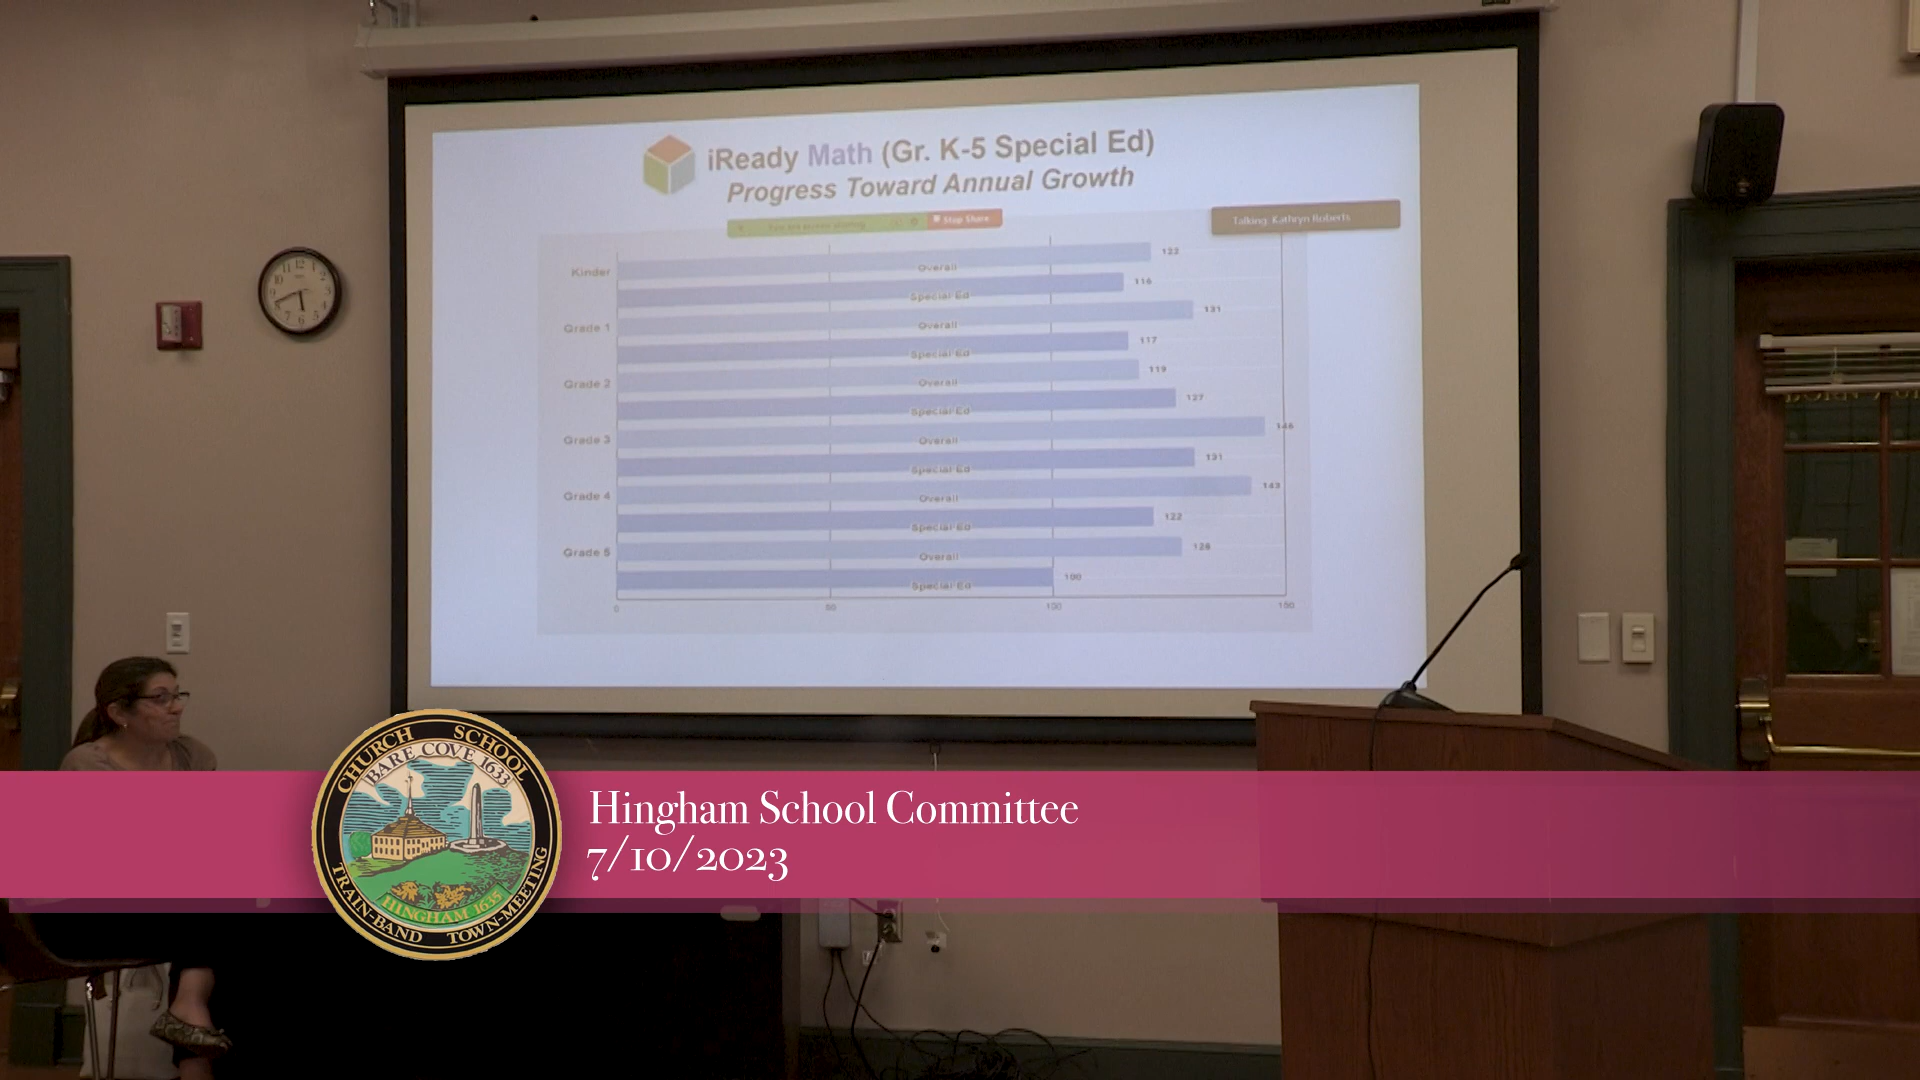 iReady Math (Gr. K-5 Special Ed)
Progress Toward Annual Growth
Stop Share
Talking: Kathryn Roberts
Kinder
Overall 122
Special Ed 116
Grade 1
Overall 131
Special Ed 117
Grade 2
Overall 119
Special Ed 127
Grade 3
Overall 146
Special Ed 131
Grade 4
Overall 143
Special Ed 122
Grade 5
Overall 128
Special Ed 100
0 50 100 150
CHURCH SCHOOL
BARE COVE 1633
HINGHAM 1635
TRAIN-BAND TOWN-MEETING
Hingham School Committee
7/10/2023